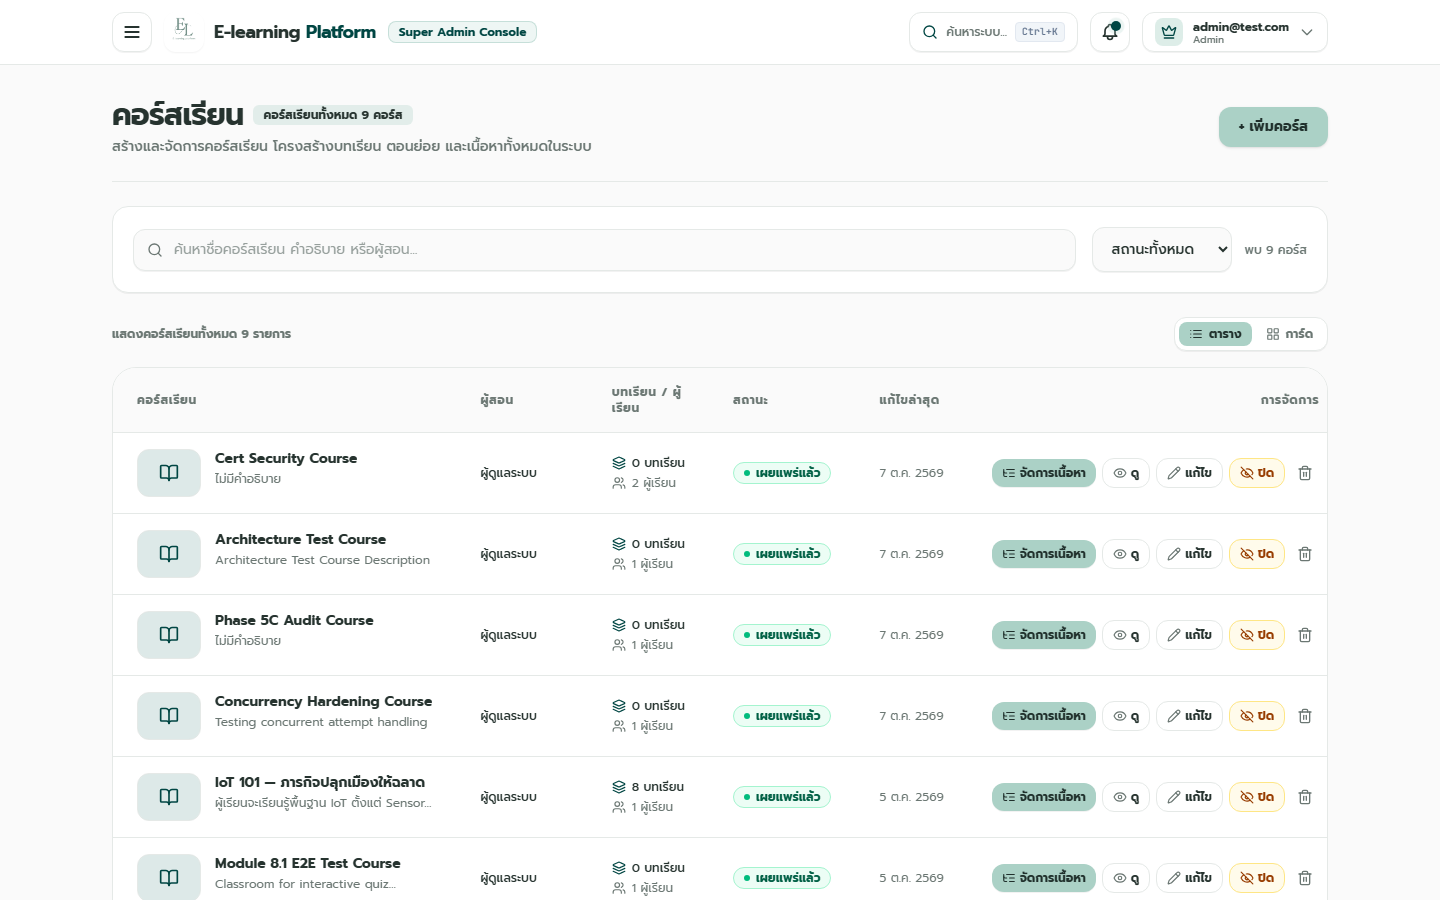 EL
E-learning Platform
Super Admin Console
ค้นหาระบบ...
Ctrl+K
admin@test.com
Admin
คอร์สเรียน
คอร์สเรียนทั้งหมด 9 คอร์ส
สร้างและจัดการคอร์สเรียน โครงสร้างบทเรียน ตอนย่อย และเนื้อหาทั้งหมดในระบบ
+ เพิ่มคอร์ส
ค้นหาชื่อคอร์สเรียน คำอธิบาย หรือผู้สอน...
สถานะทั้งหมด
พบ 9 คอร์ส
แสดงคอร์สเรียนทั้งหมด 9 รายการ
ตาราง
การ์ด
คอร์สเรียน
ผู้สอน
บทเรียน / ผู้
เรียน
สถานะ
แก้ไขล่าสุด
การจัดการ
Cert Security Course
ไม่มีคำอธิบาย
ผู้ดูแลระบบ
0 บทเรียน
2 ผู้เรียน
เผยแพร่แล้ว
7 ต.ค. 2569
จัดการเนื้อหา
ดู
แก้ไข
ปิด
Architecture Test Course
Architecture Test Course Description
ผู้ดูแลระบบ
0 บทเรียน
1 ผู้เรียน
เผยแพร่แล้ว
7 ต.ค. 2569
จัดการเนื้อหา
ดู
แก้ไข
ปิด
Phase 5C Audit Course
ไม่มีคำอธิบาย
ผู้ดูแลระบบ
0 บทเรียน
1 ผู้เรียน
เผยแพร่แล้ว
7 ต.ค. 2569
จัดการเนื้อหา
ดู
แก้ไข
ปิด
Concurrency Hardening Course
Testing concurrent attempt handling
ผู้ดูแลระบบ
0 บทเรียน
1 ผู้เรียน
เผยแพร่แล้ว
7 ต.ค. 2569
จัดการเนื้อหา
ดู
แก้ไข
ปิด
IoT 101 — ภารกิจปลุกเมืองให้ฉลาด
ผู้เรียนจะเรียนรู้พื้นฐาน IoT ตั้งแต่ Sensor...
ผู้ดูแลระบบ
8 บทเรียน
1 ผู้เรียน
เผยแพร่แล้ว
5 ต.ค. 2569
จัดการเนื้อหา
ดู
แก้ไข
ปิด
Module 8.1 E2E Test Course
Classroom for interactive quiz...
ผู้ดูแลระบบ
0 บทเรียน
1 ผู้เรียน
เผยแพร่แล้ว
5 ต.ค. 2569
จัดการเนื้อหา
ดู
แก้ไข
ปิด